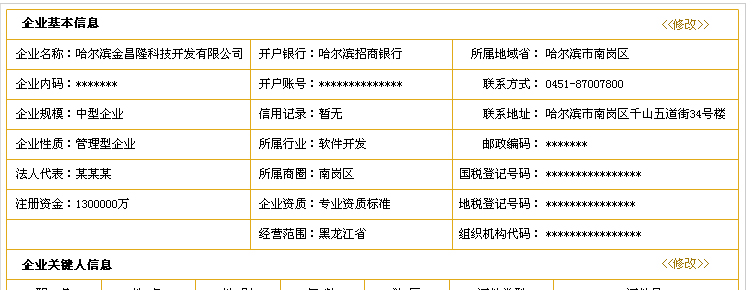 企业基本信息 <<修改>>
企业名称：哈尔滨金昌隆科技开发有限公司 开户银行：哈尔滨招商银行 所属地域省： 哈尔滨市南岗区
企业内码：******* 开户账号：************** 联系方式： 0451-87007800
企业规模：中型企业 信用记录：暂无 联系地址： 哈尔滨市南岗区千山五道街34号楼
企业性质：管理型企业 所属行业：软件开发 邮政编码： *******
法人代表：某某某 所属商圈：南岗区 国税登记号码： ****************
注册资金：1300000万 企业资质：专业资质标准 地税登记号码： ***************
经营范围：黑龙江省 组织机构代码： ****************
企业关键人信息 <<修改>>